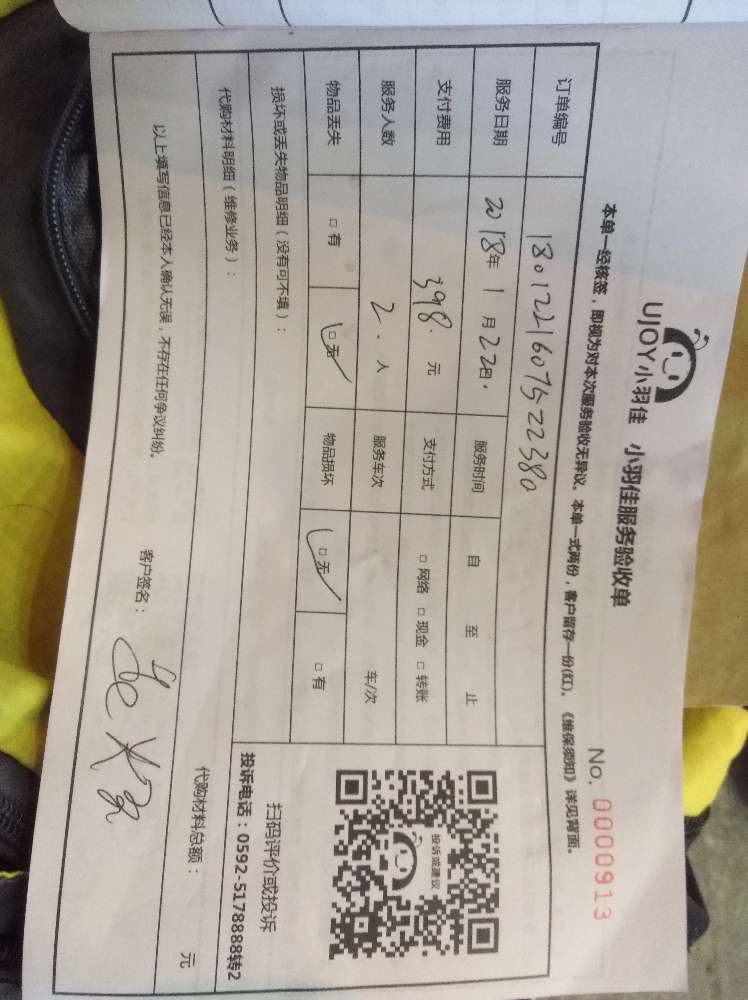 UJOY小羽佳 小羽佳服务验收单
No. 0000913
本单一经核签，即视为对本次服务验收无异议。本单一式两份，客户留存一份(红)。《维保须知》详见背面。
订单编号 1801221607522380
服务日期 2018年 1 月 22日 服务时间 自 至 止
支付费用 398. 元 支付方式 □ 网络 □ 现金 □ 转账
服务人数 2. 人 服务车次 车/次
物品丢失 □ 有 □ 无 物品损坏 □ 无 □ 有
损坏或丢失物品明细（没有可不填）：
投诉或建议
扫码评价或投诉
投诉电话：0592-5178888转2
代购材料明细（维修业务）：
代购材料总额： 元
以上填写信息已经本人确认无误，不存在任何争议纠纷。
客户签名：